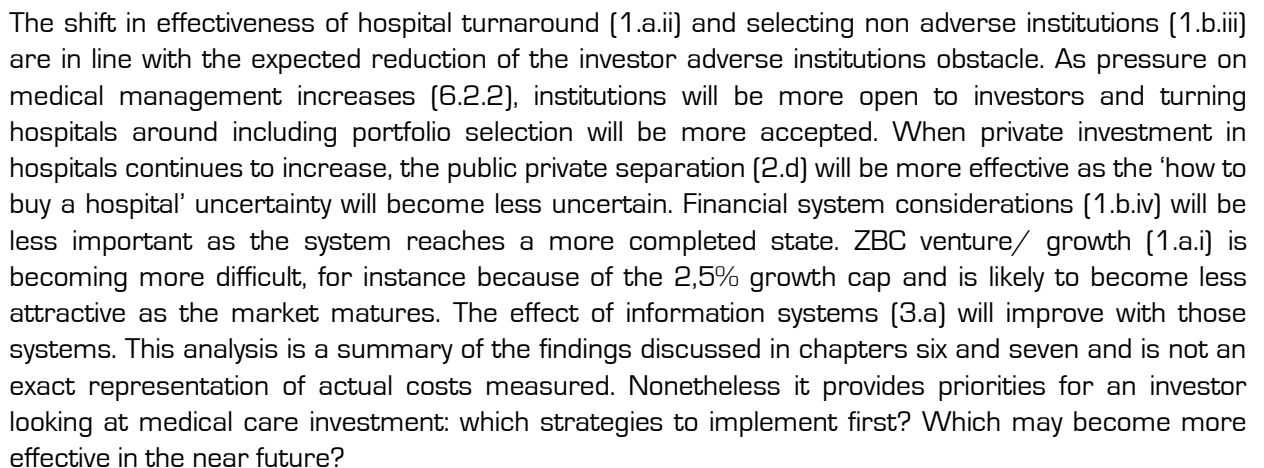 The shift in effectiveness of hospital turnaround (1.a.ii) and selecting non adverse institutions (1.b.iii)
are in line with the expected reduction of the investor adverse institutions obstacle. As pressure on
medical management increases (6.2.2), institutions will be more open to investors and turning
hospitals around including portfolio selection will be more accepted. When private investment in
hospitals continues to increase, the public private separation (2.d) will be more effective as the ‘how to
buy a hospital’ uncertainty will become less uncertain. Financial system considerations (1.b.iv) will be
less important as the system reaches a more completed state. ZBC venture/ growth (1.a.i) is
becoming more difficult, for instance because of the 2,5% growth cap and is likely to become less
attractive as the market matures. The effect of information systems (3.a) will improve with those
systems. This analysis is a summary of the findings discussed in chapters six and seven and is not an
exact representation of actual costs measured. Nonetheless it provides priorities for an investor
looking at medical care investment: which strategies to implement first? Which may become more
effective in the near future?